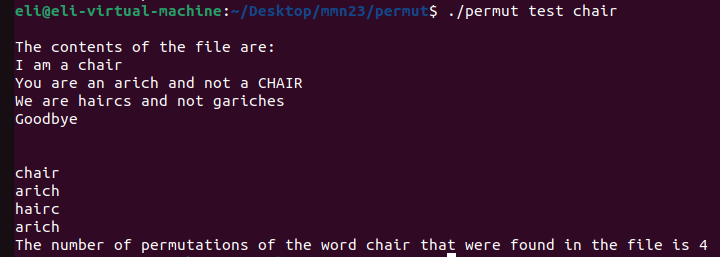 eli@eli-virtual-machine:~/Desktop/mmn23/permut$ ./permut test chair
The contents of the file are:
I am a chair
You are an arich and not a CHAIR
We are haircs and not gariches
Goodbye
chair
arich
hairc
arich
The number of permutations of the word chair that were found in the file is 4